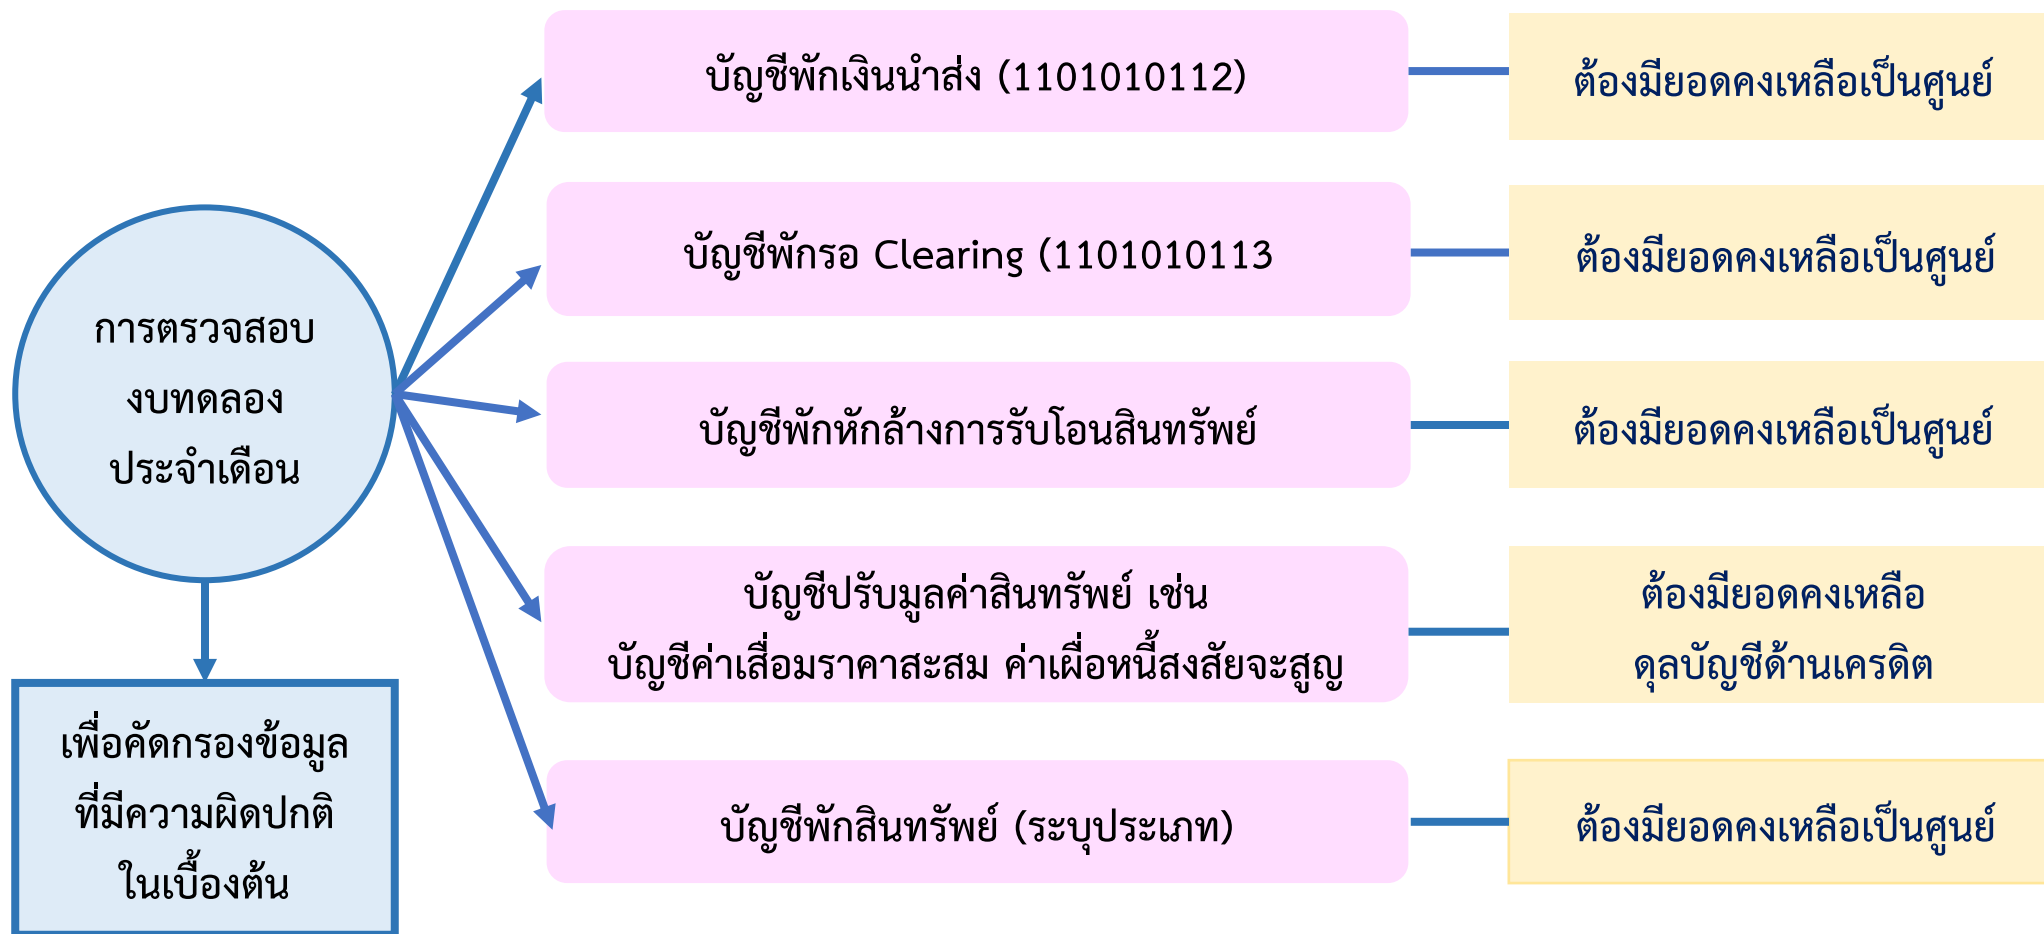 การตรวจสอบ
งบทดลอง
ประจำเดือน
เพื่อคัดกรองข้อมูล
ที่มีความผิดปกติ
ในเบื้องต้น
บัญชีพักเงินนำส่ง (1101010112)
ต้องมียอดคงเหลือเป็นศูนย์
บัญชีพักรอ Clearing (1101010113
ต้องมียอดคงเหลือเป็นศูนย์
บัญชีพักหักล้างการรับโอนสินทรัพย์
ต้องมียอดคงเหลือเป็นศูนย์
บัญชีปรับมูลค่าสินทรัพย์ เช่น
บัญชีค่าเสื่อมราคาสะสม ค่าเผื่อหนี้สงสัยจะสูญ
ต้องมียอดคงเหลือ
ดุลบัญชีด้านเครดิต
บัญชีพักสินทรัพย์ (ระบุประเภท)
ต้องมียอดคงเหลือเป็นศูนย์